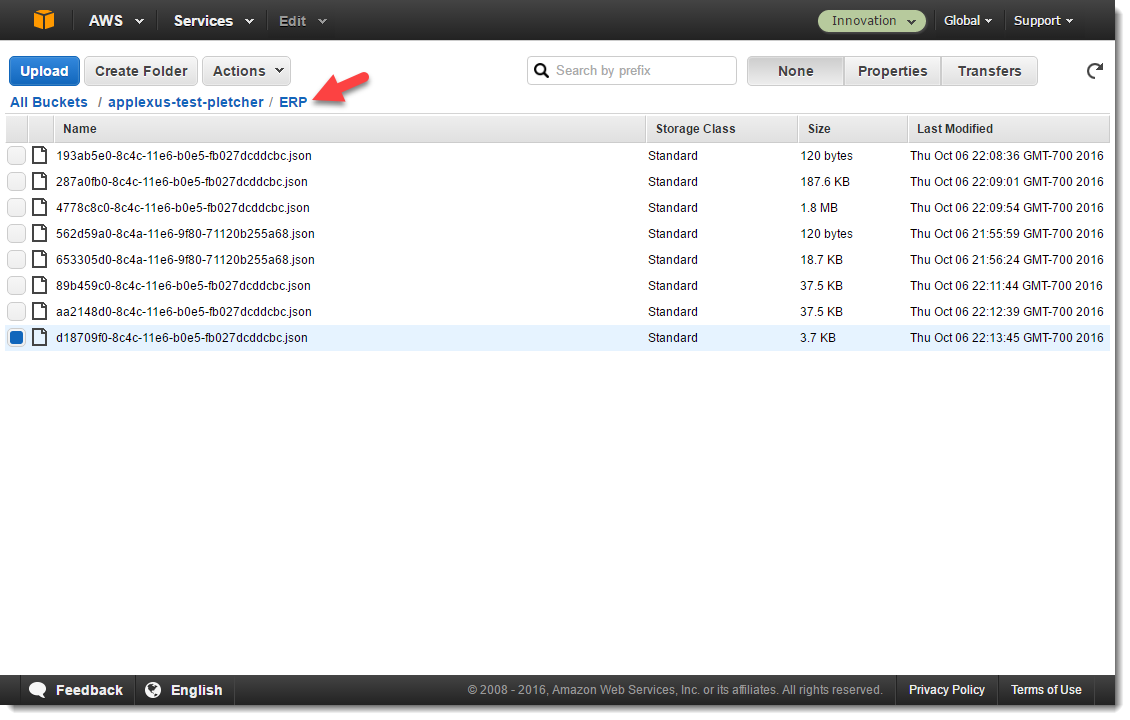 AWS Services Edit Innovation Global Support
Upload Create Folder Actions Search by prefix None Properties Transfers
All Buckets / applexus-test-pletcher / ERP
Name Storage Class Size Last Modified
193ab5e0-8c4c-11e6-b0e5-fb027dcddcbc.json Standard 120 bytes Thu Oct 06 22:08:36 GMT-700 2016
287a0fb0-8c4c-11e6-b0e5-fb027dcddcbc.json Standard 187.6 KB Thu Oct 06 22:09:01 GMT-700 2016
4778c8c0-8c4c-11e6-b0e5-fb027dcddcbc.json Standard 1.8 MB Thu Oct 06 22:09:54 GMT-700 2016
562d59a0-8c4a-11e6-9f80-71120b255a68.json Standard 120 bytes Thu Oct 06 21:55:59 GMT-700 2016
653305d0-8c4a-11e6-9f80-71120b255a68.json Standard 18.7 KB Thu Oct 06 21:56:24 GMT-700 2016
89b459c0-8c4c-11e6-b0e5-fb027dcddcbc.json Standard 37.5 KB Thu Oct 06 22:11:44 GMT-700 2016
aa2148d0-8c4c-11e6-b0e5-fb027dcddcbc.json Standard 37.5 KB Thu Oct 06 22:12:39 GMT-700 2016
d18709f0-8c4c-11e6-b0e5-fb027dcddcbc.json Standard 3.7 KB Thu Oct 06 22:13:45 GMT-700 2016
Feedback English © 2008 - 2016, Amazon Web Services, Inc. or its affiliates. All rights reserved. Privacy Policy Terms of Use